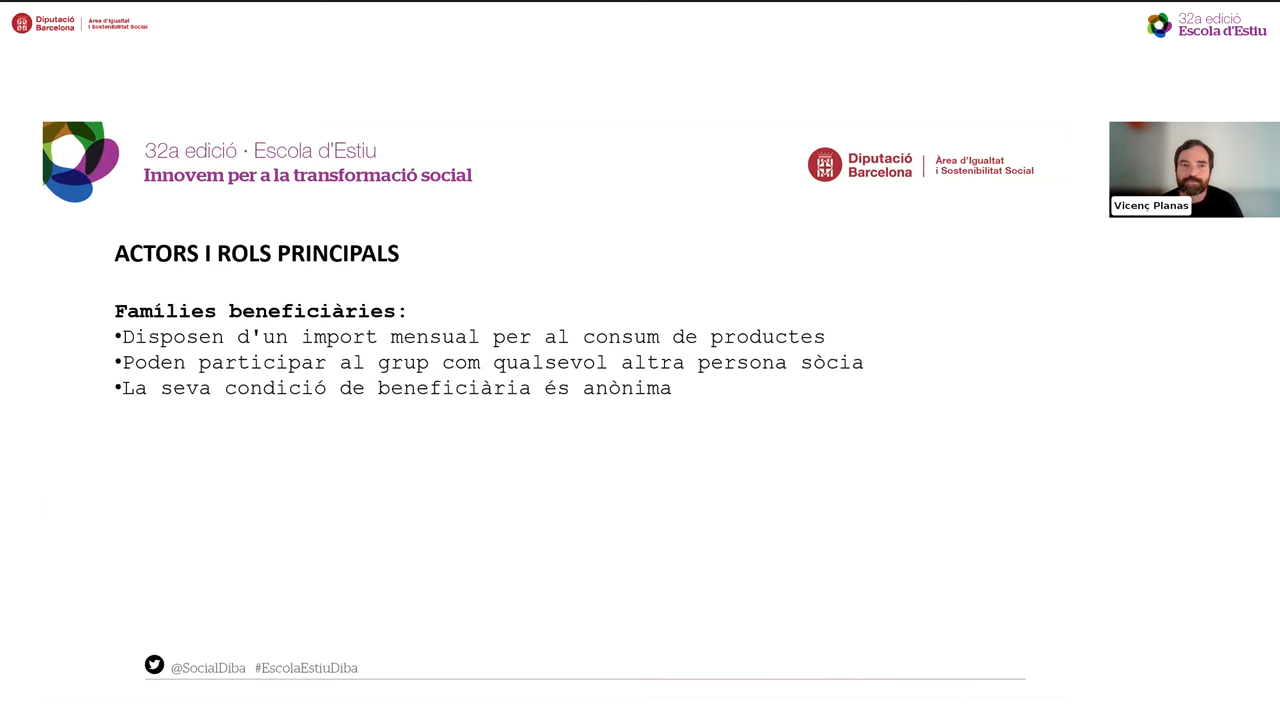 Diputació
Barcelona
Àrea d'Igualtat
i Sostenibilitat Social
32a edició
Escola d'Estiu
32a edició · Escola d'Estiu
Innovem per a la transformació social
Diputació
Barcelona
Àrea d'Igualtat
i Sostenibilitat Social
Vicenç Planas
ACTORS I ROLS PRINCIPALS
Famílies beneficiàries:
•Disposen d'un import mensual per al consum de productes
•Poden participar al grup com qualsevol altra persona sòcia
•La seva condició de beneficiària és anònima
@SocialDiba #EscolaEstiuDiba